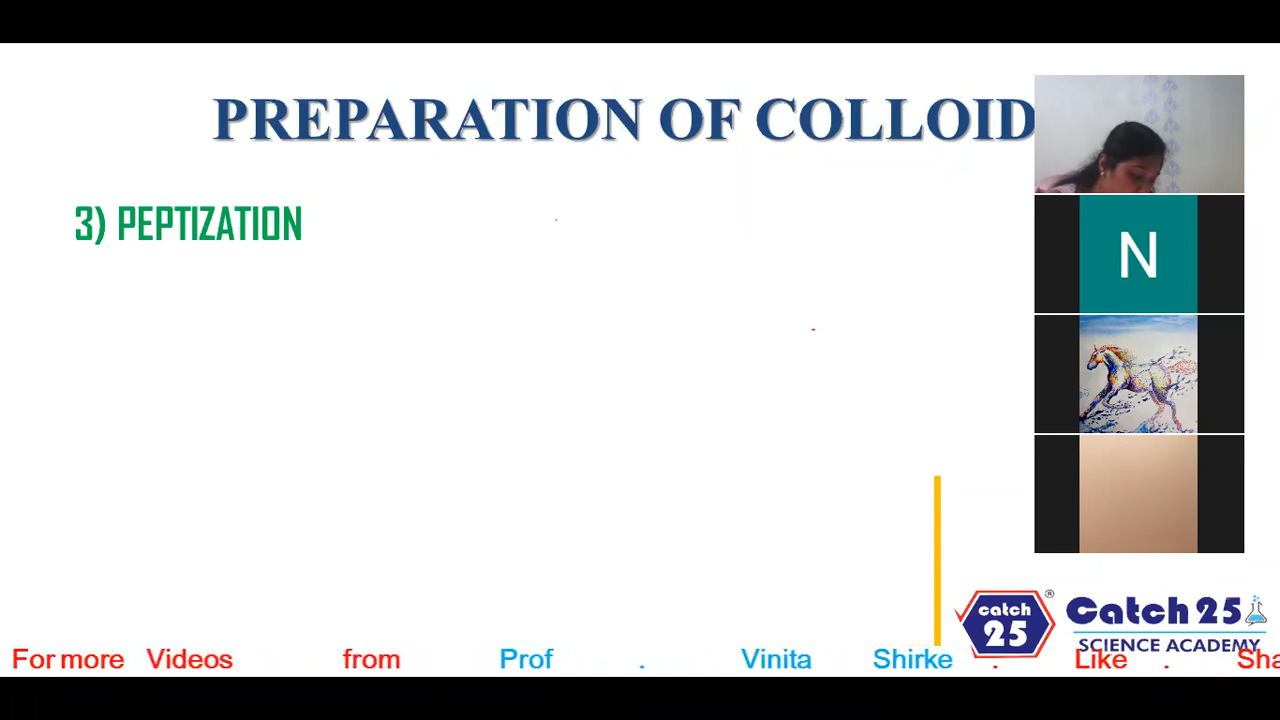 PREPARATION OF COLLOID
3) PEPTIZATION
N
catch
25
®
Catch 25
SCIENCE ACADEMY
For more Videos from Prof . Vinita Shirke . Like . Sha